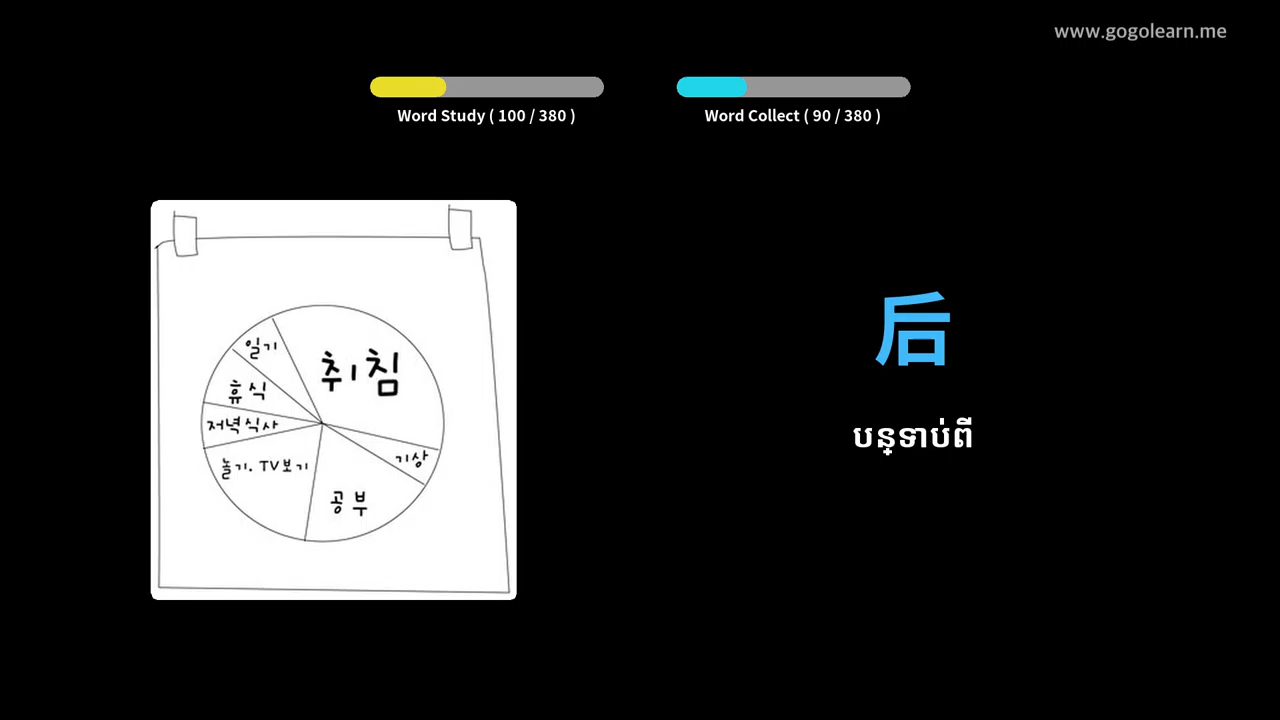 www.gogolearn.me
Word Study ( 100 / 380 )
Word Collect ( 90 / 380 )
일기
취침
휴식
저녁식사
기상
놀기. TV보기
공부
后
បន្ទាប់ពី